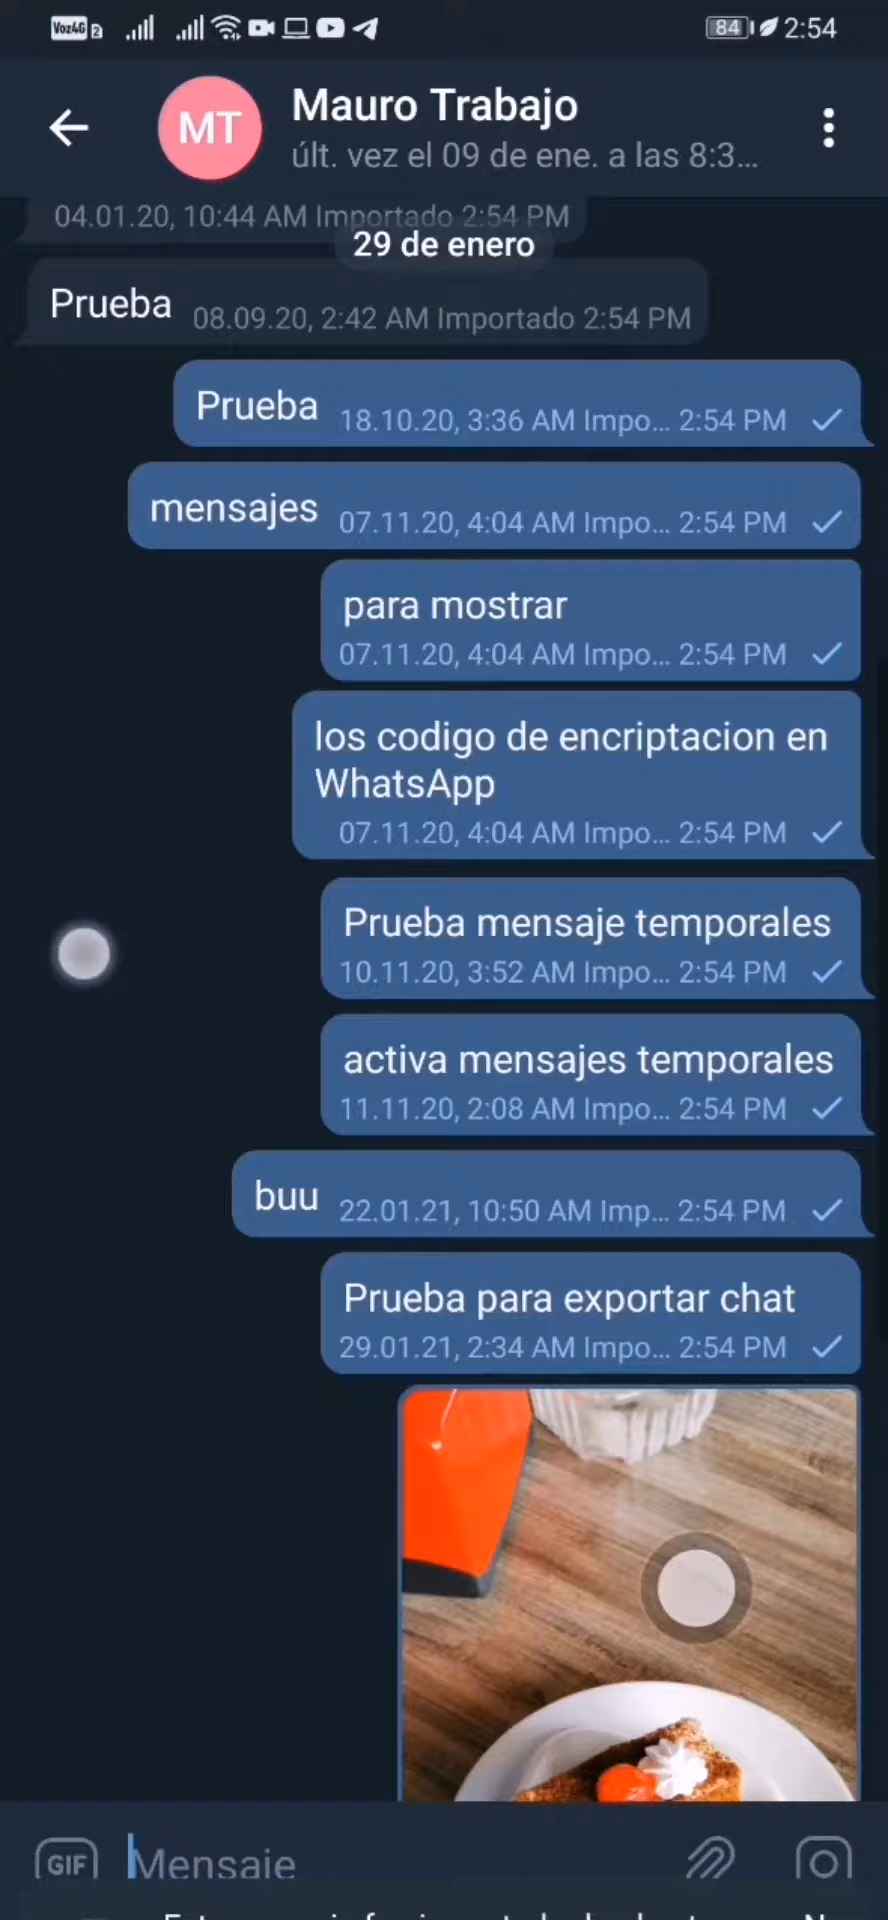 Voz4G 2 84 2:54
MT Mauro Trabajo
últ. vez el 09 de ene. a las 8:3...
04.01.20, 10:44 AM Importado 2:54 PM
29 de enero
Prueba 08.09.20, 2:42 AM Importado 2:54 PM
Prueba 18.10.20, 3:36 AM Impo... 2:54 PM
mensajes 07.11.20, 4:04 AM Impo... 2:54 PM
para mostrar
07.11.20, 4:04 AM Impo... 2:54 PM
los codigo de encriptacion en
WhatsApp
07.11.20, 4:04 AM Impo... 2:54 PM
Prueba mensaje temporales
10.11.20, 3:52 AM Impo... 2:54 PM
activa mensajes temporales
11.11.20, 2:08 AM Impo... 2:54 PM
buu 22.01.21, 10:50 AM Imp... 2:54 PM
Prueba para exportar chat
29.01.21, 2:34 AM Impo... 2:54 PM
GIF Mensaje